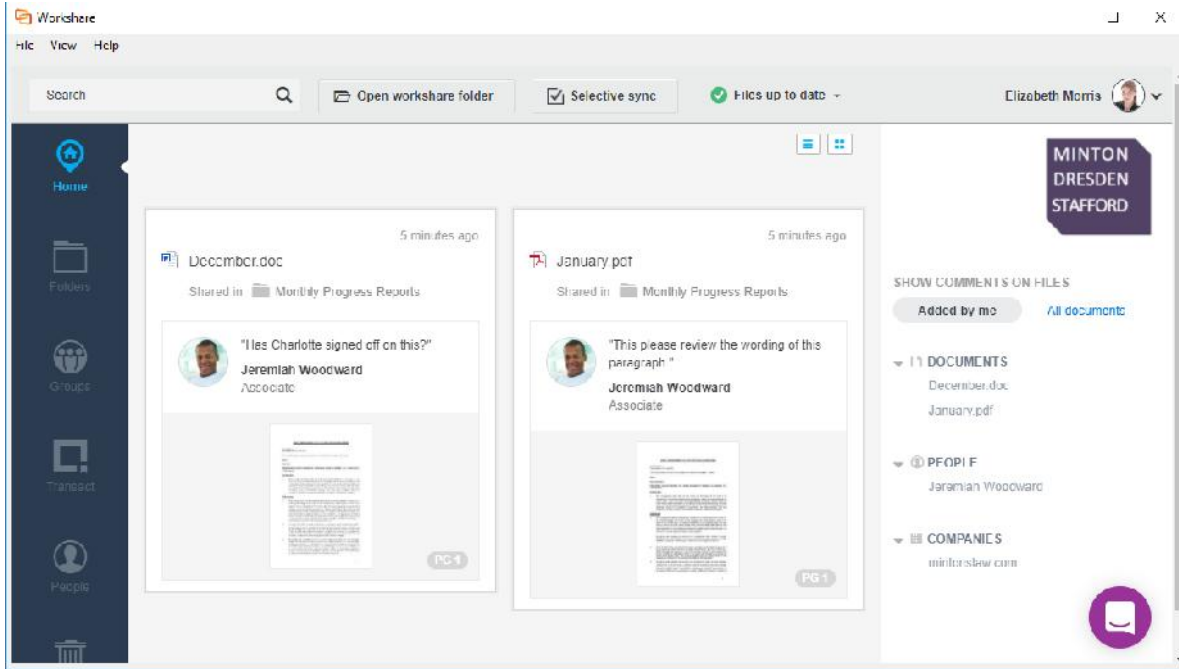 Workshare
File View Help
Search
Open workshare folder
Selective sync
Files up to date
Elizabeth Morris
Home
Folders
Groups
Transact
People
5 minutes ago
December.doc
Shared in Monthly Progress Reports
"Has Charlotte signed off on this?"
Jeremiah Woodward
Associate
PG 1
5 minutes ago
January.pdf
Shared in Monthly Progress Reports
"This please review the wording of this
paragraph."
Jeremiah Woodward
Associate
PG 1
MINTON
DRESDEN
STAFFORD
SHOW COMMENTS ON FILES
Added by me
All documents
DOCUMENTS
December.doc
January.pdf
PEOPLE
Jeremiah Woodward
COMPANIES
mintonslaw.com